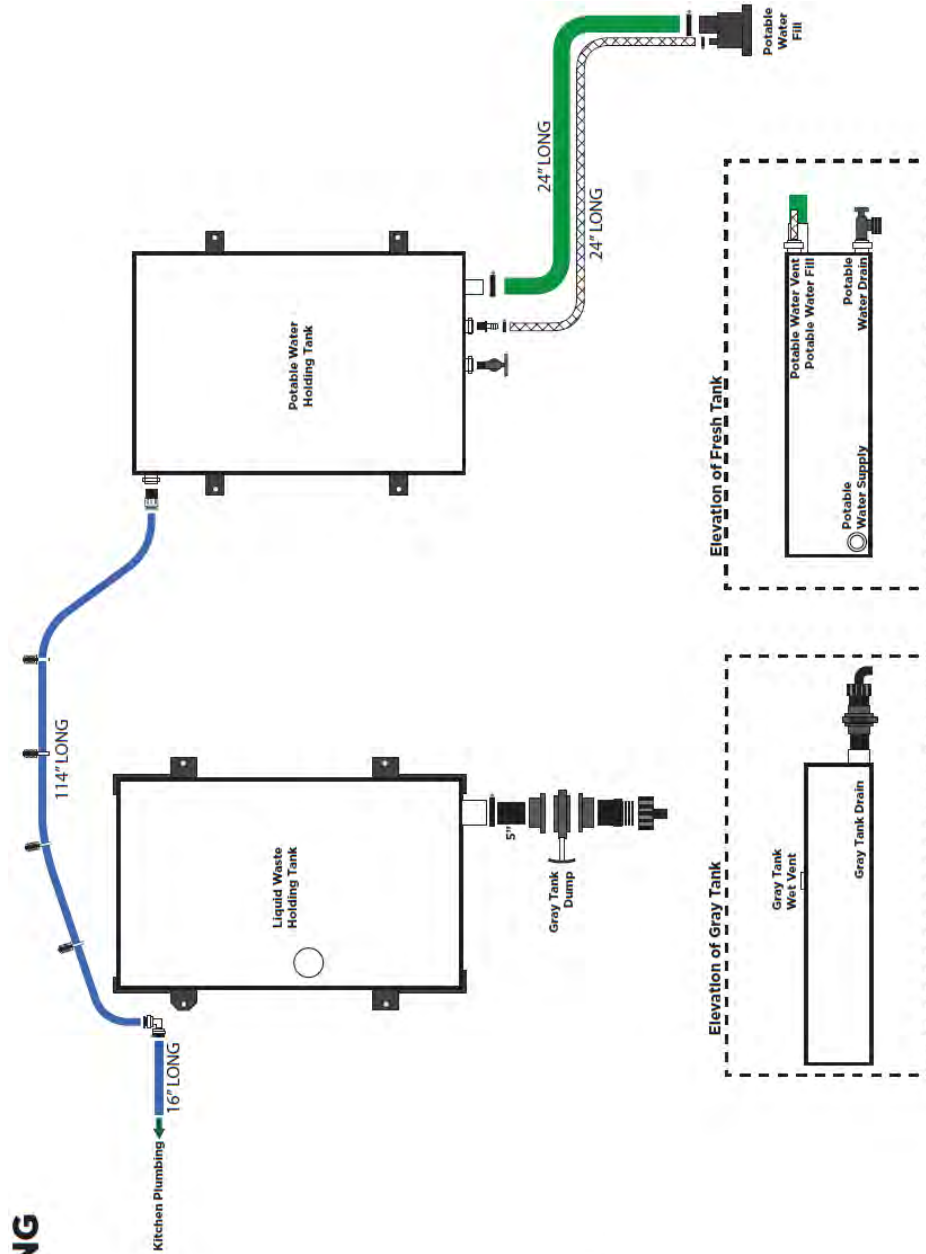 NG
Kitchen Plumbing
16" LONG
114" LONG
Liquid Waste
Holding Tank
5"
Gray Tank
Dump
Potable Water
Holding Tank
24" LONG
24" LONG
Potable
Water
Fill
Elevation of Gray Tank
Gray Tank
Wet Vent
Gray Tank Drain
Elevation of Fresh Tank
Potable
Water Supply
Potable Water Vent
Potable Water Fill
Potable
Water Drain